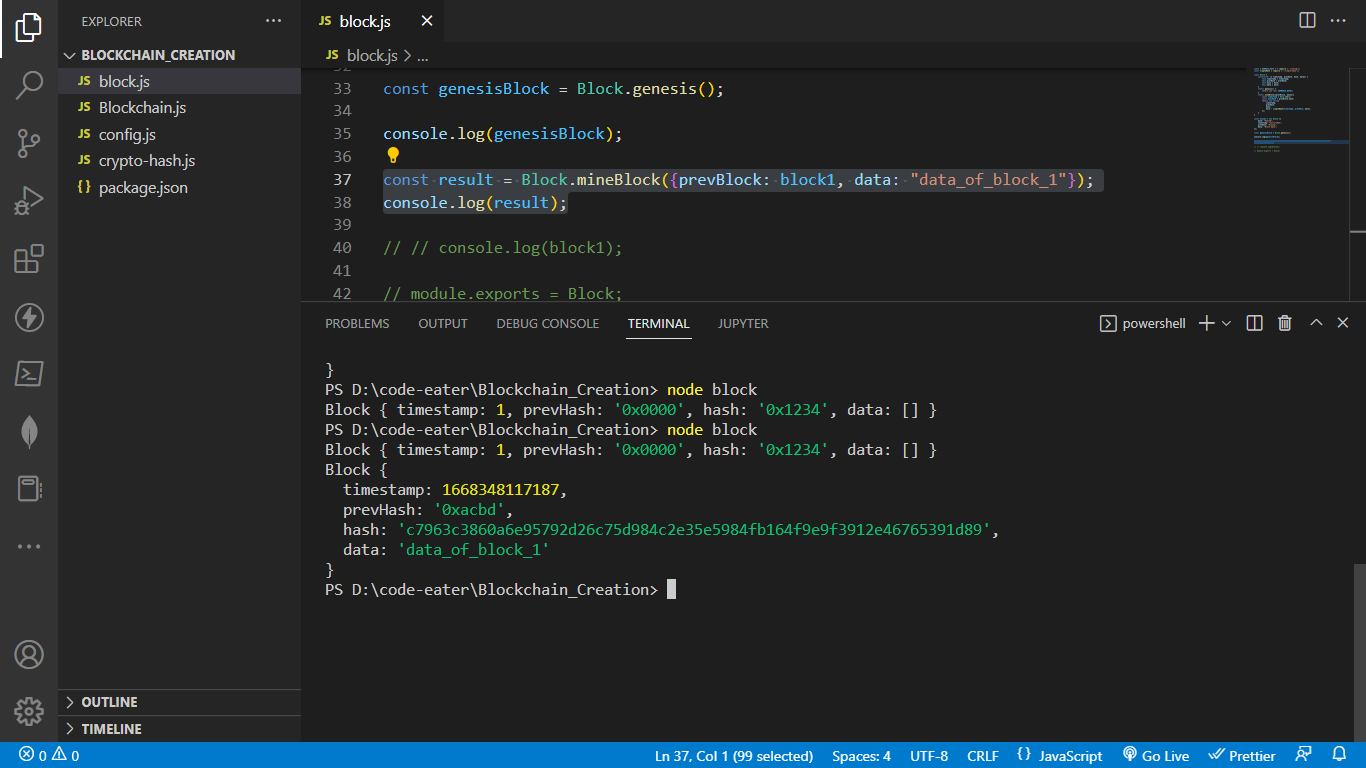 EXPLORER
BLOCKCHAIN_CREATION
JS block.js
JS Blockchain.js
JS config.js
JS crypto-hash.js
{} package.json
OUTLINE
TIMELINE
JS block.js
JS block.js > ...
33 const genesisBlock = Block.genesis();
34
35 console.log(genesisBlock);
36
37 const result = Block.mineBlock({prevBlock: block1, data: "data_of_block_1"});
38 console.log(result);
39
40 // // console.log(block1);
41
42 // module.exports = Block;
PROBLEMS OUTPUT DEBUG CONSOLE TERMINAL JUPYTER powershell
}
PS D:\code-eater\Blockchain_Creation> node block
Block { timestamp: 1, prevHash: '0x0000', hash: '0x1234', data: [] }
PS D:\code-eater\Blockchain_Creation> node block
Block { timestamp: 1, prevHash: '0x0000', hash: '0x1234', data: [] }
Block {
timestamp: 1668348117187,
prevHash: '0xacbd',
hash: 'c7963c3860a6e95792d26c75d984c2e35e5984fb164f9e9f3912e46765391d89',
data: 'data_of_block_1'
}
PS D:\code-eater\Blockchain_Creation>
0 0 Ln 37, Col 1 (99 selected) Spaces: 4 UTF-8 CRLF {} JavaScript Go Live Prettier